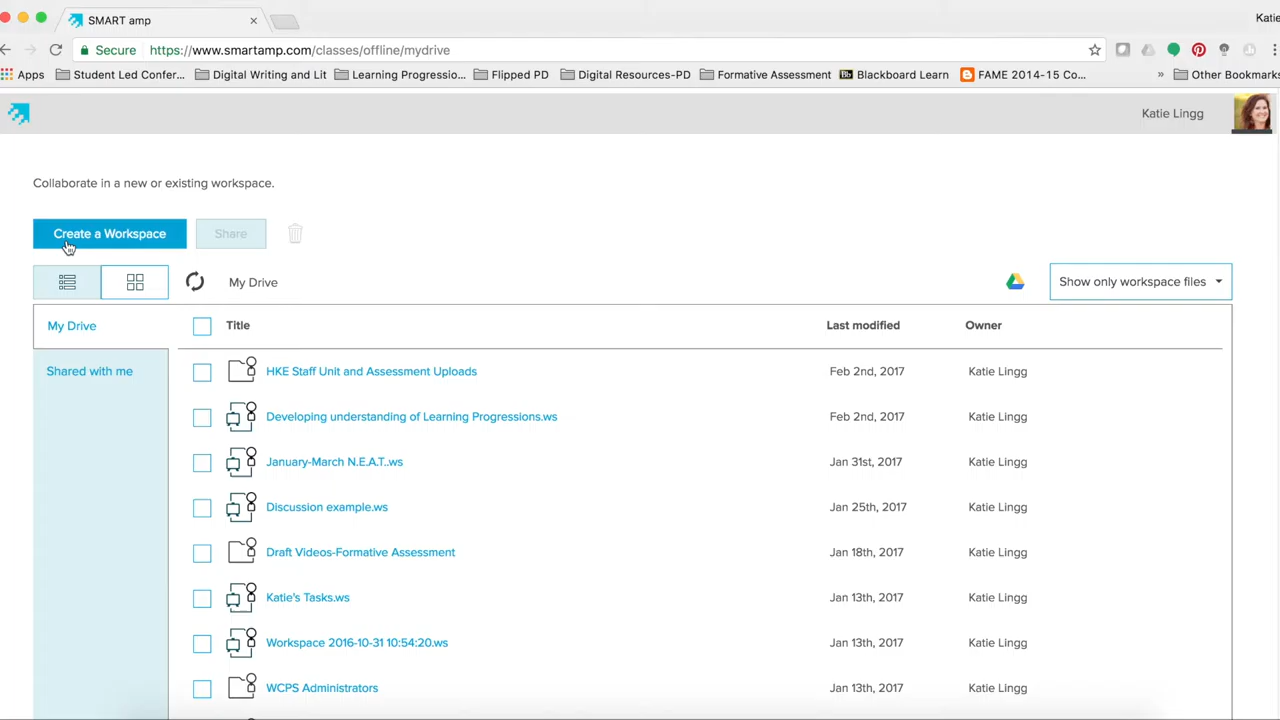 SMART amp
Katie
Secure https://www.smartamp.com/classes/offline/mydrive
Apps Student Led Confer... Digital Writing and Lit Learning Progressio... Flipped PD Digital Resources-PD Formative Assessment Bb Blackboard Learn FAME 2014-15 Co... » Other Bookmarks
Katie Lingg
Collaborate in a new or existing workspace.
Create a Workspace Share
My Drive Show only workspace files
My Drive Title Last modified Owner
Shared with me HKE Staff Unit and Assessment Uploads Feb 2nd, 2017 Katie Lingg
Developing understanding of Learning Progressions.ws Feb 2nd, 2017 Katie Lingg
January-March N.E.A.T..ws Jan 31st, 2017 Katie Lingg
Discussion example.ws Jan 25th, 2017 Katie Lingg
Draft Videos-Formative Assessment Jan 18th, 2017 Katie Lingg
Katie's Tasks.ws Jan 13th, 2017 Katie Lingg
Workspace 2016-10-31 10:54:20.ws Jan 13th, 2017 Katie Lingg
WCPS Administrators Jan 13th, 2017 Katie Lingg